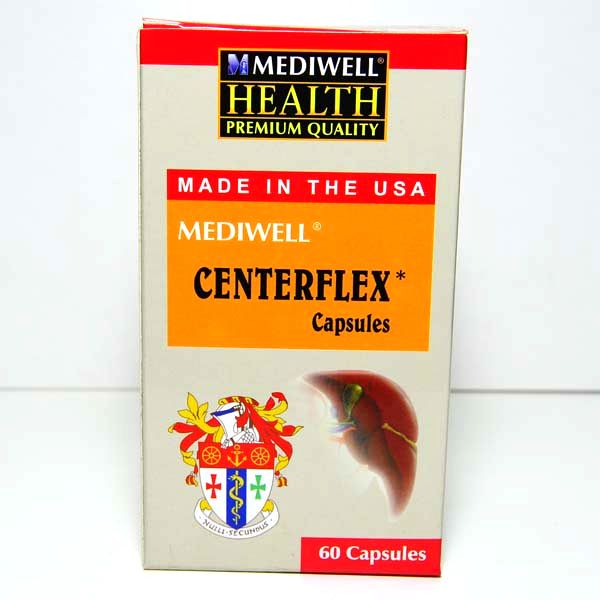 MEDIWELL®
HEALTH
PREMIUM QUALITY
MADE IN THE USA
MEDIWELL®
CENTERFLEX*
Capsules
NULLI-SECUNDUS
60 Capsules